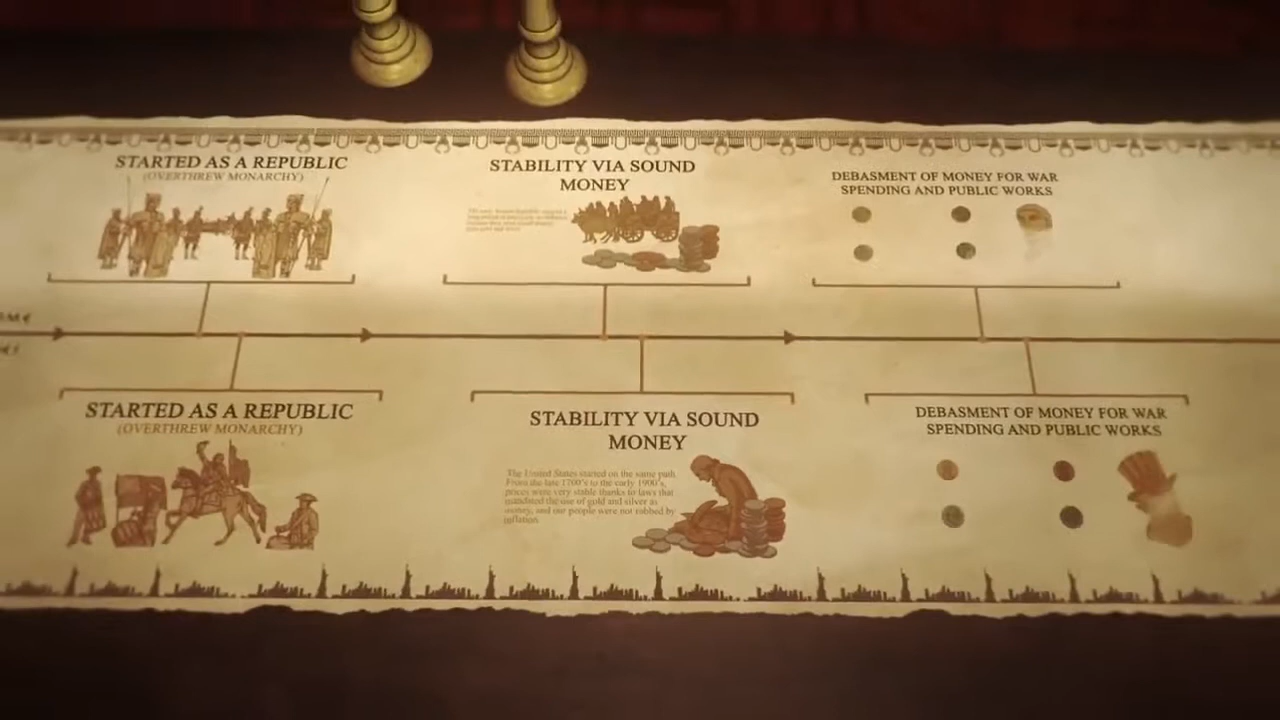 STARTED AS A REPUBLIC
(OVERTHREW MONARCHY)
STABILITY VIA SOUND
MONEY
DEBASMENT OF MONEY FOR WAR
SPENDING AND PUBLIC WORKS
STARTED AS A REPUBLIC
(OVERTHREW MONARCHY)
STABILITY VIA SOUND
MONEY
The United States started on the same path.
From the late 1700's to the early 1900's,
prices were very stable thanks to laws that
mandated the use of gold and silver as
money, and our people were not robbed by
inflation.
DEBASMENT OF MONEY FOR WAR
SPENDING AND PUBLIC WORKS